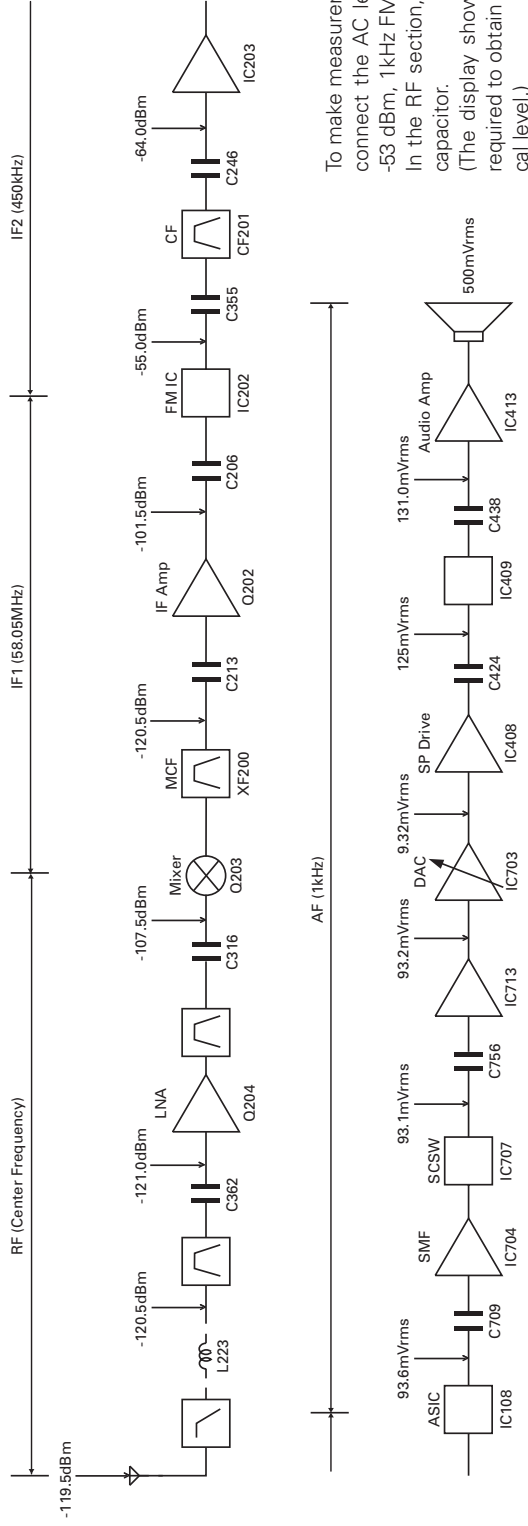 RF (Center Frequency)
IF1 (58.05MHz)
IF2 (450kHz)
-119.5dBm
-120.5dBm
-121.0dBm
-107.5dBm
-120.5dBm
-101.5dBm
-55.0dBm
-64.0dBm
LNA
Mixer
MCF
IF Amp
FM IC
CF
L223
C362
Q204
C316
Q203
XF200
C213
Q202
C206
IC202
C355
CF201
C246
IC203
AF (1kHz)
93.6mVrms
93.1mVrms
93.2mVrms
9.32mVrms
125mVrms
131.0mVrms
500mVrms
ASIC
SMF
SCSW
DAC
SP Drive
Audio Amp
IC108
C709
IC704
IC707
C756
IC713
IC703
IC408
C424
IC409
C438
IC413
To make measurer
connect the AC le
-53 dBm, 1kHz FM
In the RF section,
capacitor.
(The display shov
required to obtain
cal level.)